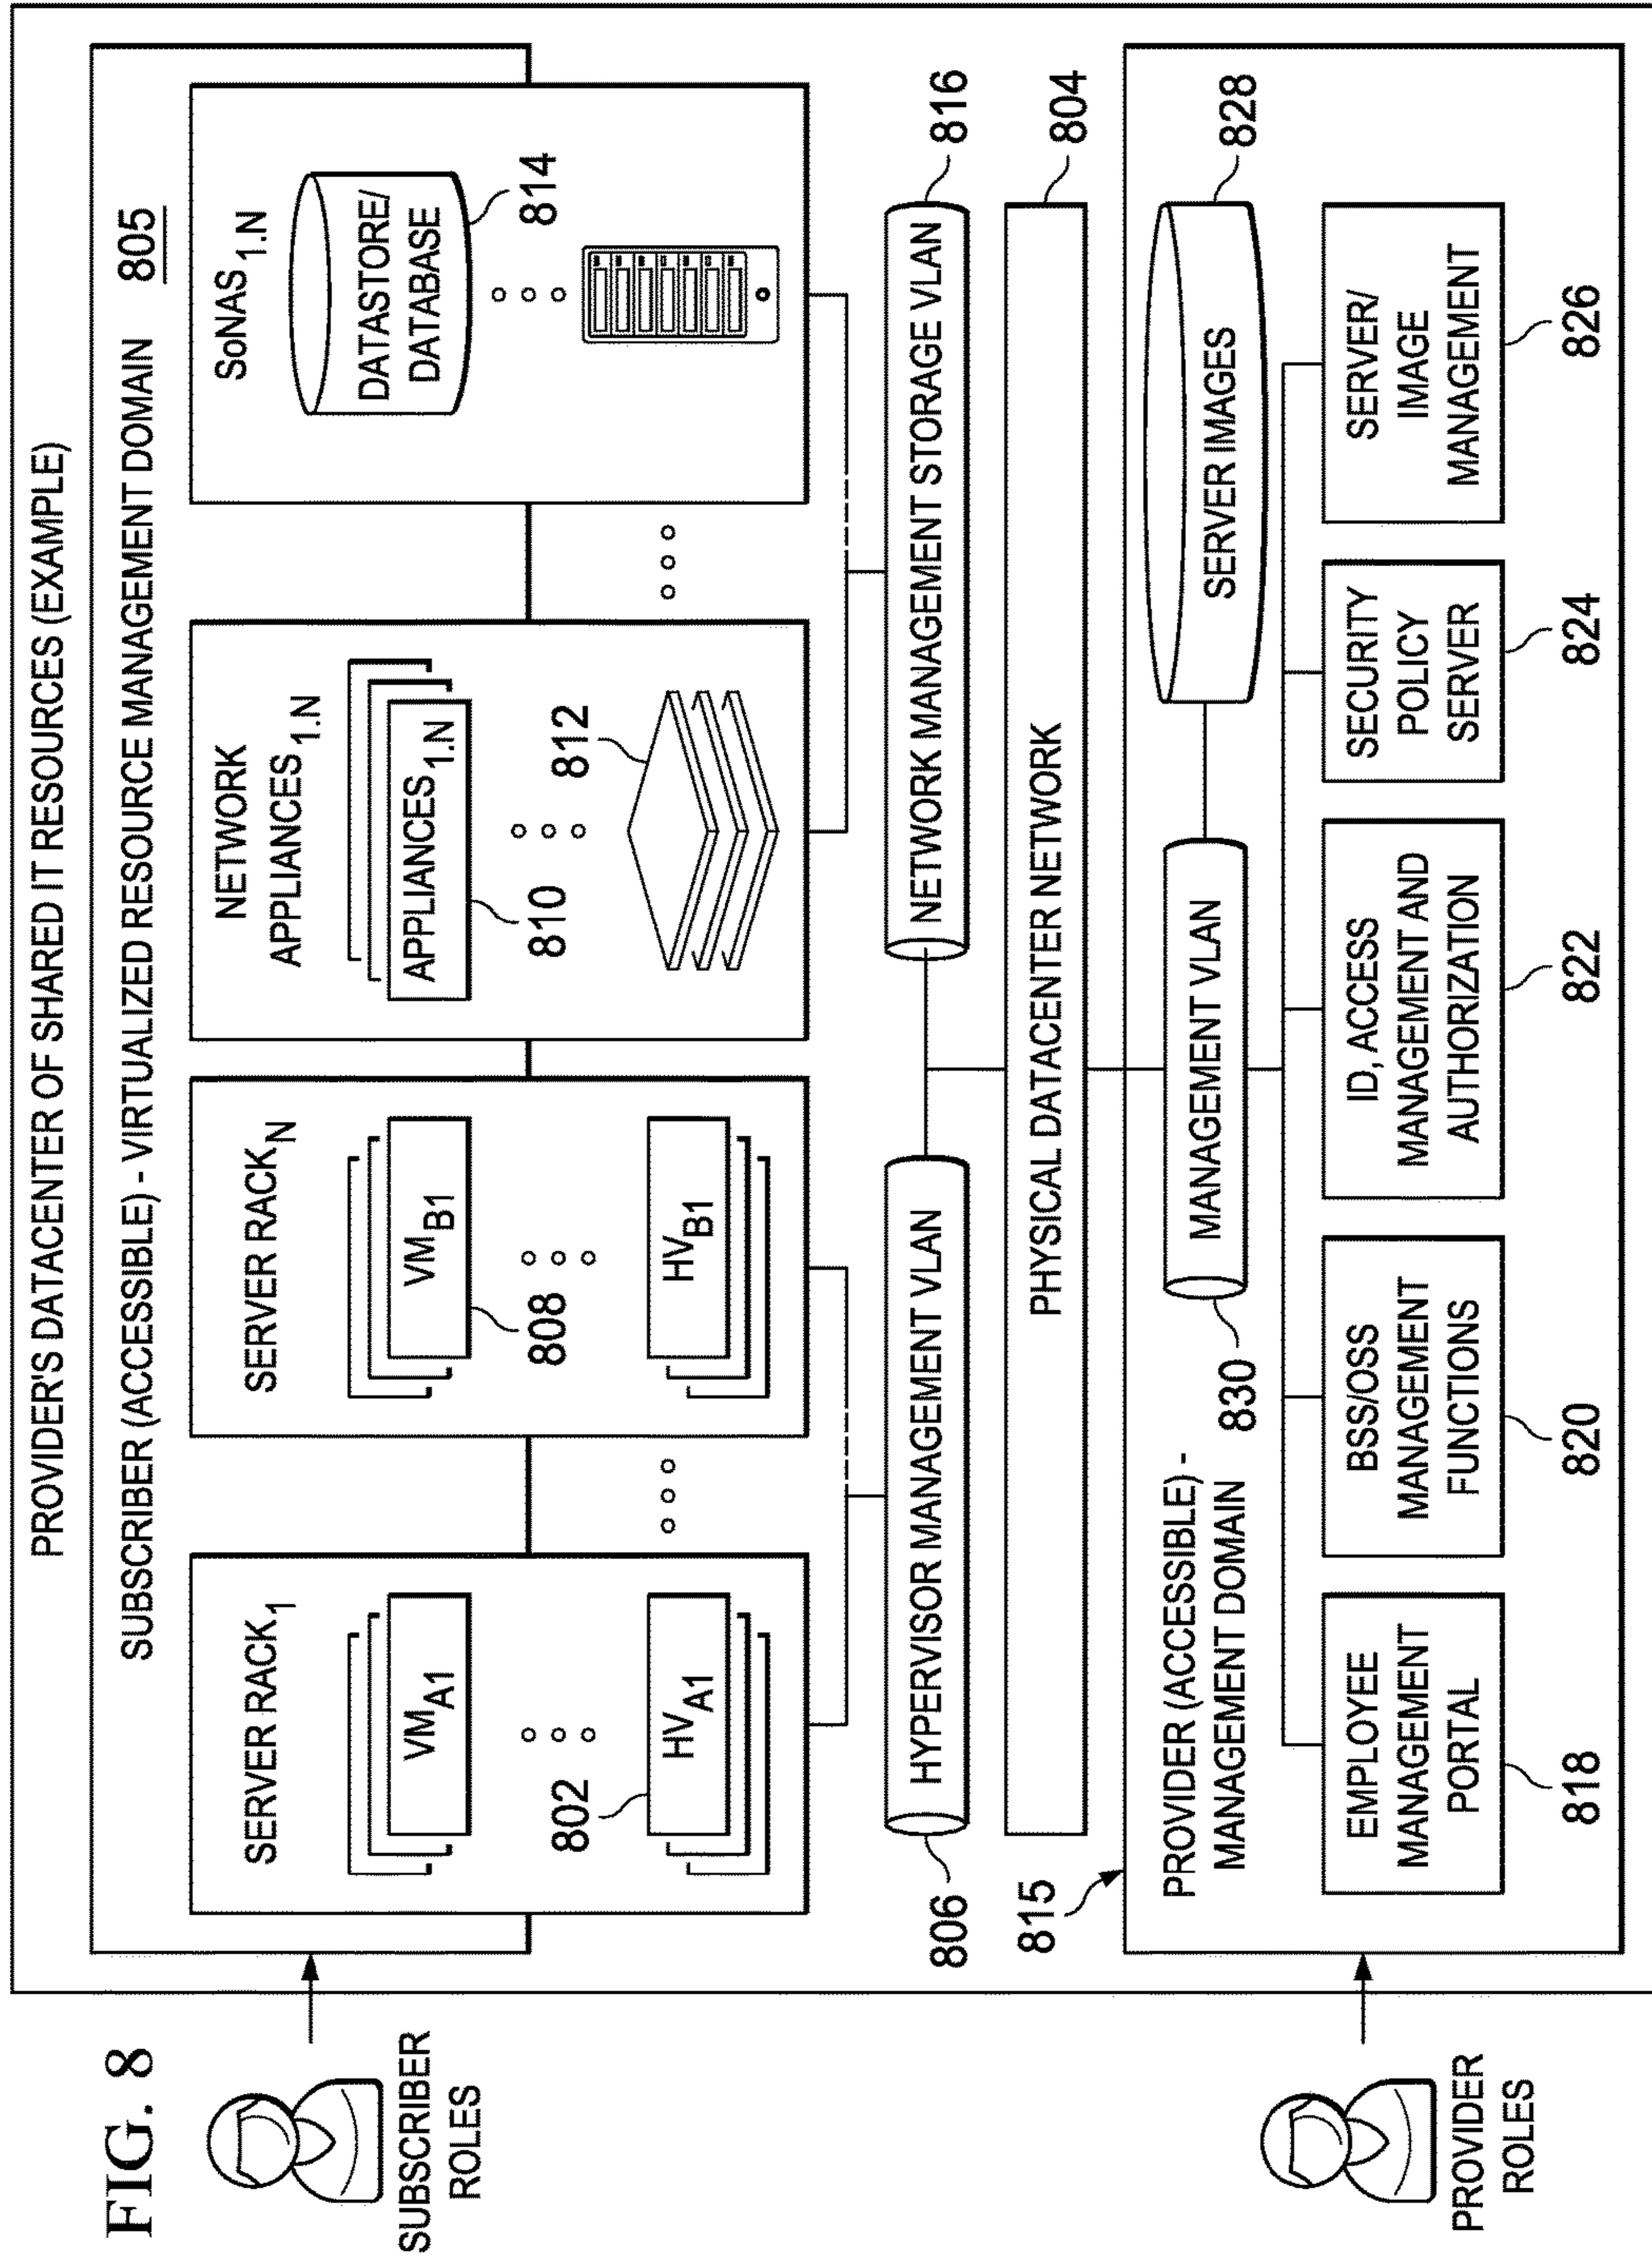 FIG. 8
PROVIDER'S DATACENTER OF SHARED IT RESOURCES (EXAMPLE)
SUBSCRIBER (ACCESSIBLE) - VIRTUALIZED RESOURCE MANAGEMENT DOMAIN 805
SUBSCRIBER
ROLES
SERVER RACK1
VMA1
802
HVA1
SERVER RACKN
VMB1
808
HVB1
NETWORK
APPLIANCES1.N
APPLIANCES1.N
810
812
SoNAS1.N
DATASTORE/
DATABASE
814
HYPERVISOR MANAGEMENT VLAN
806
NETWORK MANAGEMENT STORAGE VLAN
816
PHYSICAL DATACENTER NETWORK
804
815
PROVIDER (ACCESSIBLE) -
MANAGEMENT DOMAIN
830
MANAGEMENT VLAN
SERVER IMAGES
828
PROVIDER
ROLES
EMPLOYEE
MANAGEMENT
PORTAL
818
BSS/OSS
MANAGEMENT
FUNCTIONS
820
ID, ACCESS
MANAGEMENT AND
AUTHORIZATION
822
SECURITY
POLICY
SERVER
824
SERVER/
IMAGE
MANAGEMENT
826